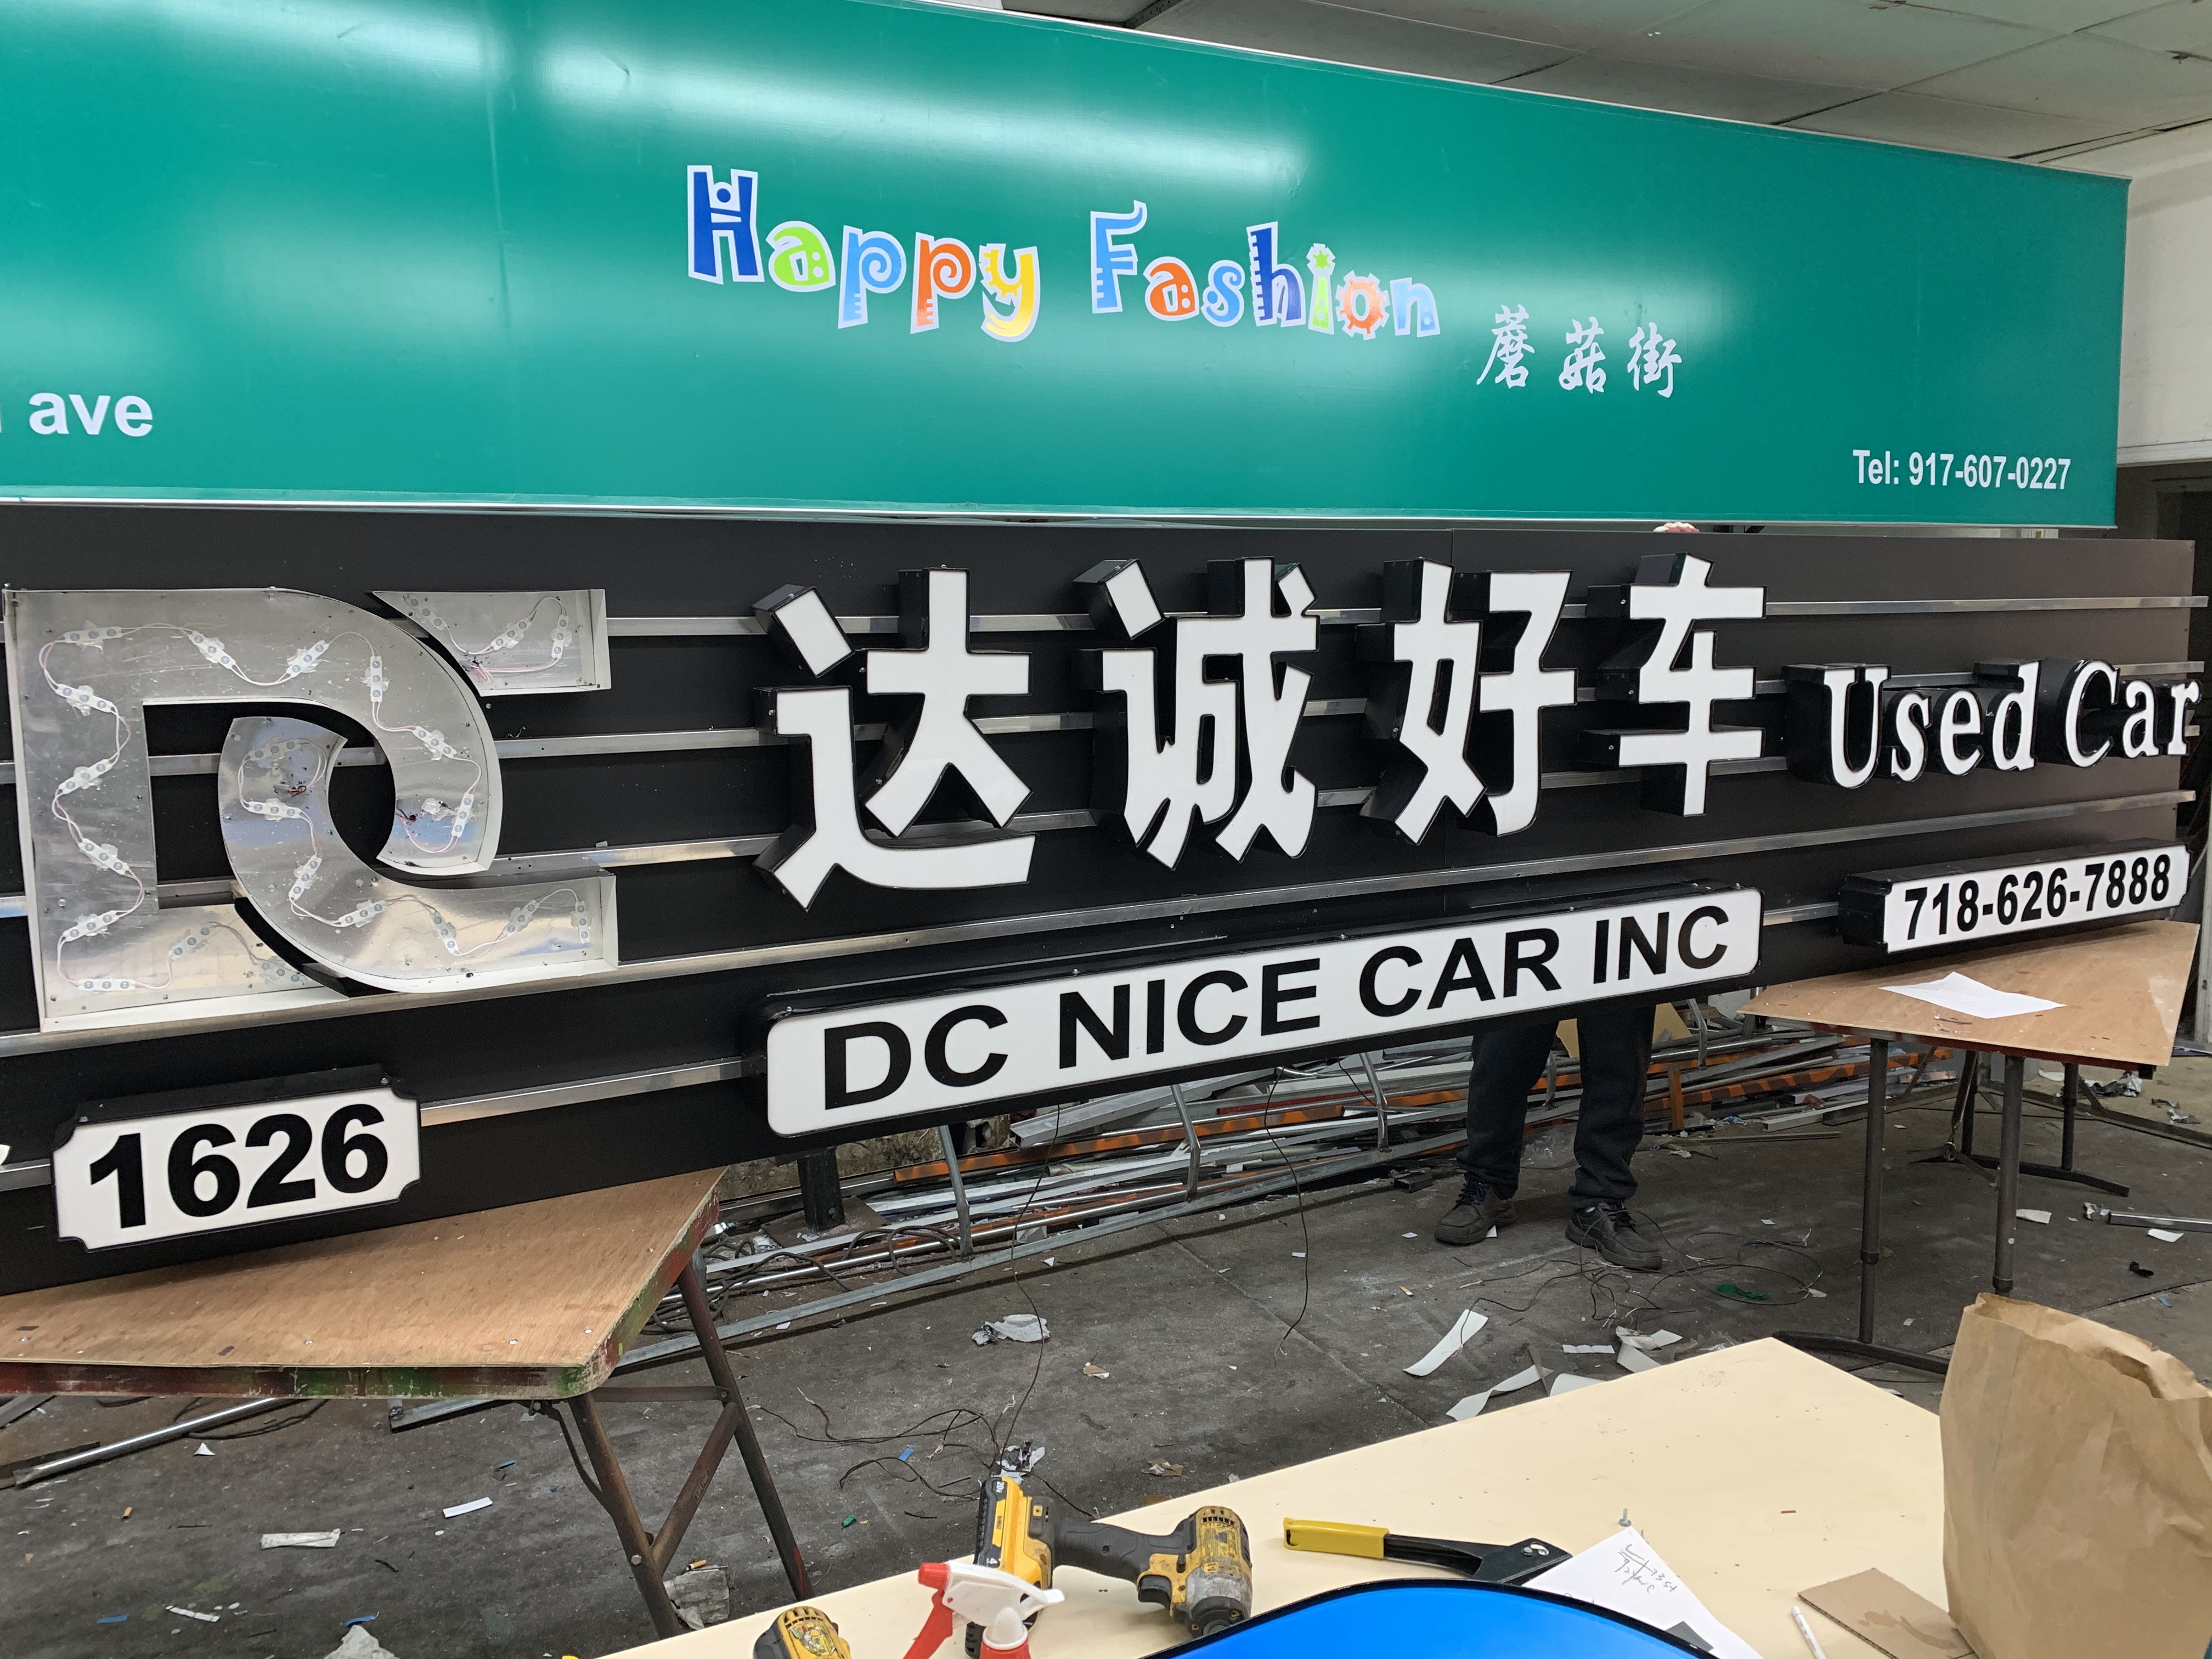 Happy Fashion 蘑菇街
ave
Tel: 917-607-0227
DC 达诚好车 Used Car
DC NICE CAR INC
718-626-7888
1626